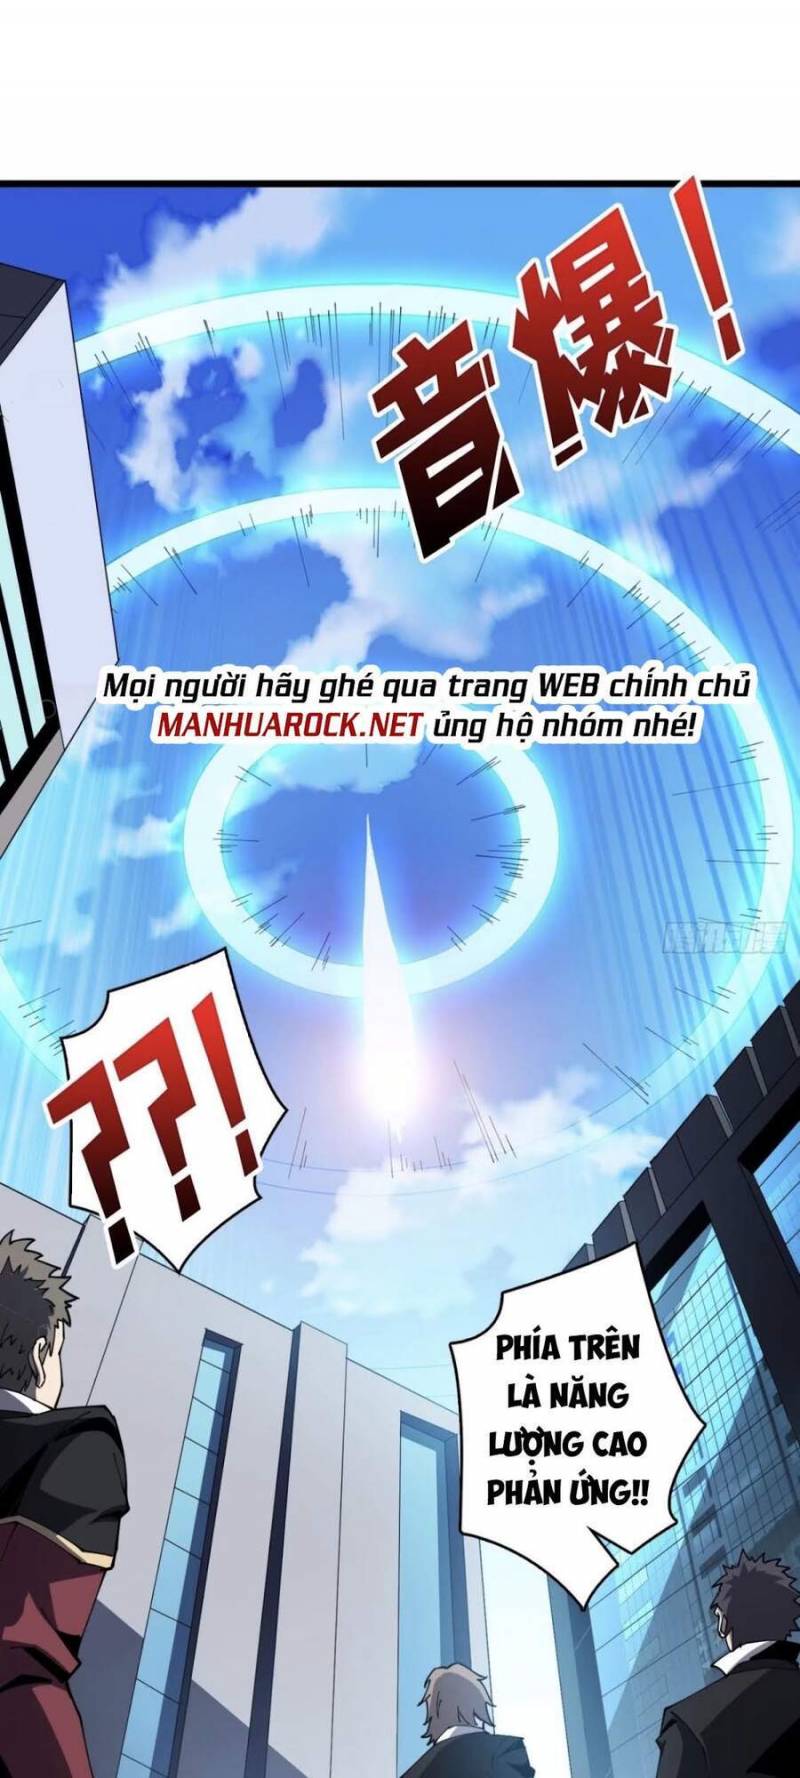 音爆!
Mọi người hãy ghé qua trang WEB chính chủ
MANHUAROCK.NET ủng hộ nhóm nhé!
??!
PHÍA TRÊN
LÀ NĂNG
LƯỢNG CAO
PHẢN ỨNG!!